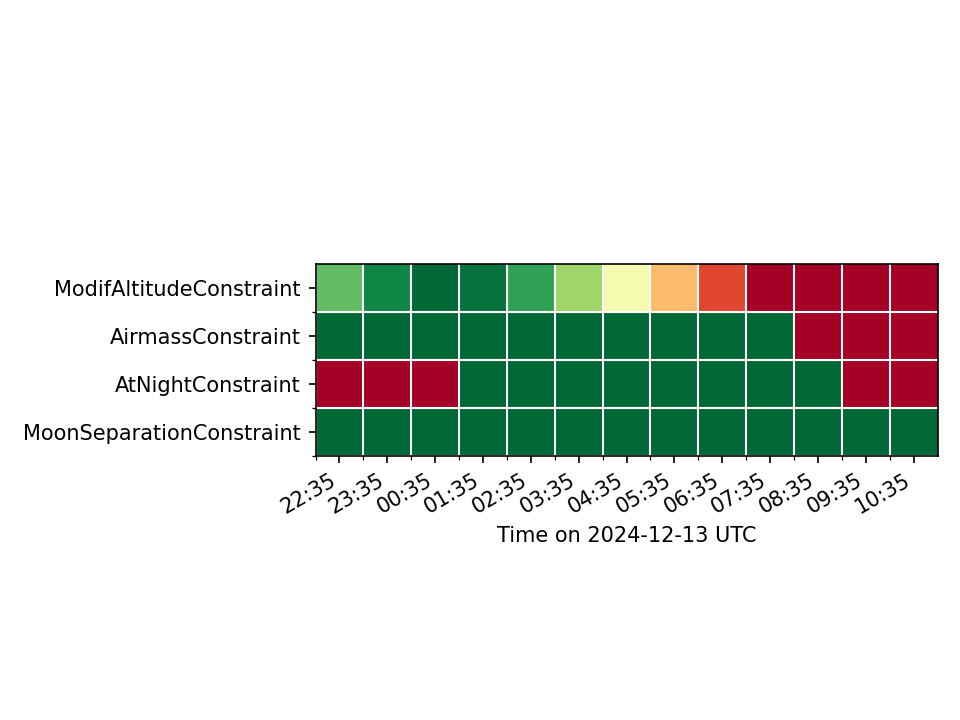 ModifAltitudeConstraint
AirmassConstraint
AtNightConstraint
MoonSeparationConstraint
22:35 23:35 00:35 01:35 02:35 03:35 04:35 05:35 06:35 07:35 08:35 09:35 10:35
Time on 2024-12-13 UTC